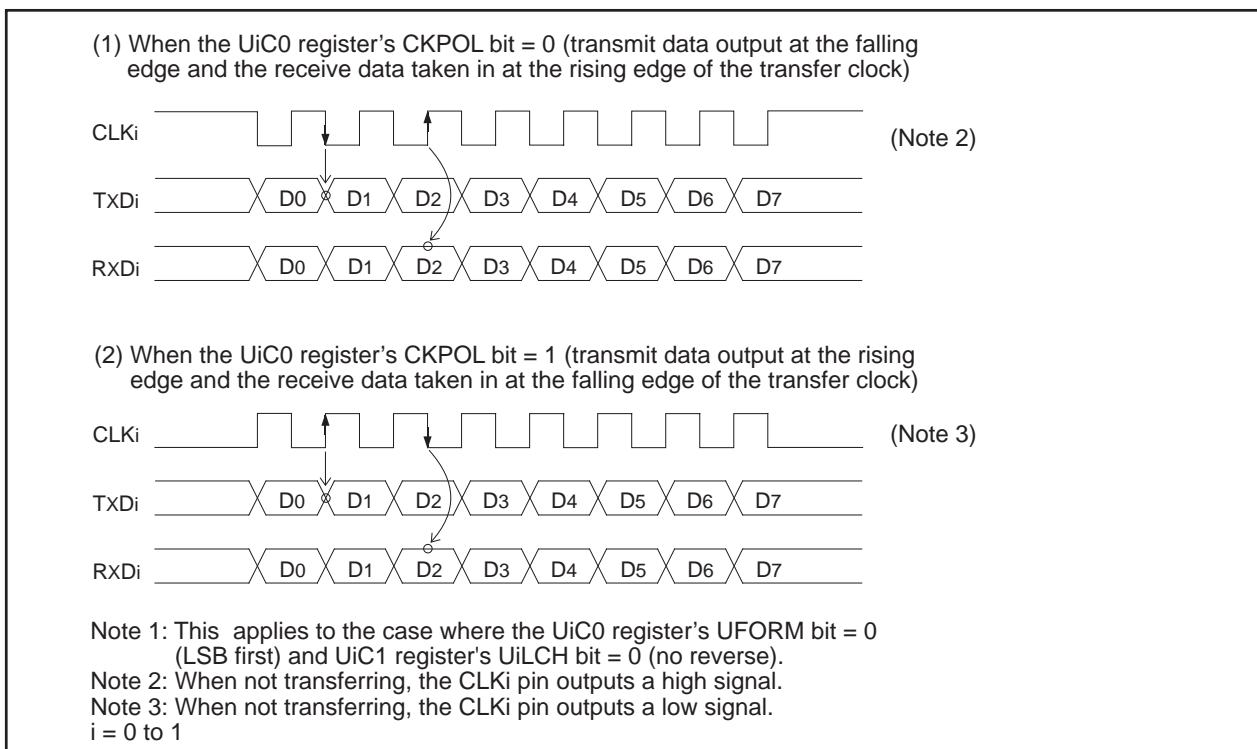 (1) When the UiC0 register's CKPOL bit = 0 (transmit data output at the falling
edge and the receive data taken in at the rising edge of the transfer clock)
CLKi
(Note 2)
TXDi D0 D1 D2 D3 D4 D5 D6 D7
RXDi D0 D1 D2 D3 D4 D5 D6 D7
(2) When the UiC0 register's CKPOL bit = 1 (transmit data output at the rising
edge and the receive data taken in at the falling edge of the transfer clock)
CLKi
(Note 3)
TXDi D0 D1 D2 D3 D4 D5 D6 D7
RXDi D0 D1 D2 D3 D4 D5 D6 D7
Note 1: This applies to the case where the UiC0 register's UFORM bit = 0
(LSB first) and UiC1 register's UiLCH bit = 0 (no reverse).
Note 2: When not transferring, the CLKi pin outputs a high signal.
Note 3: When not transferring, the CLKi pin outputs a low signal.
i = 0 to 1